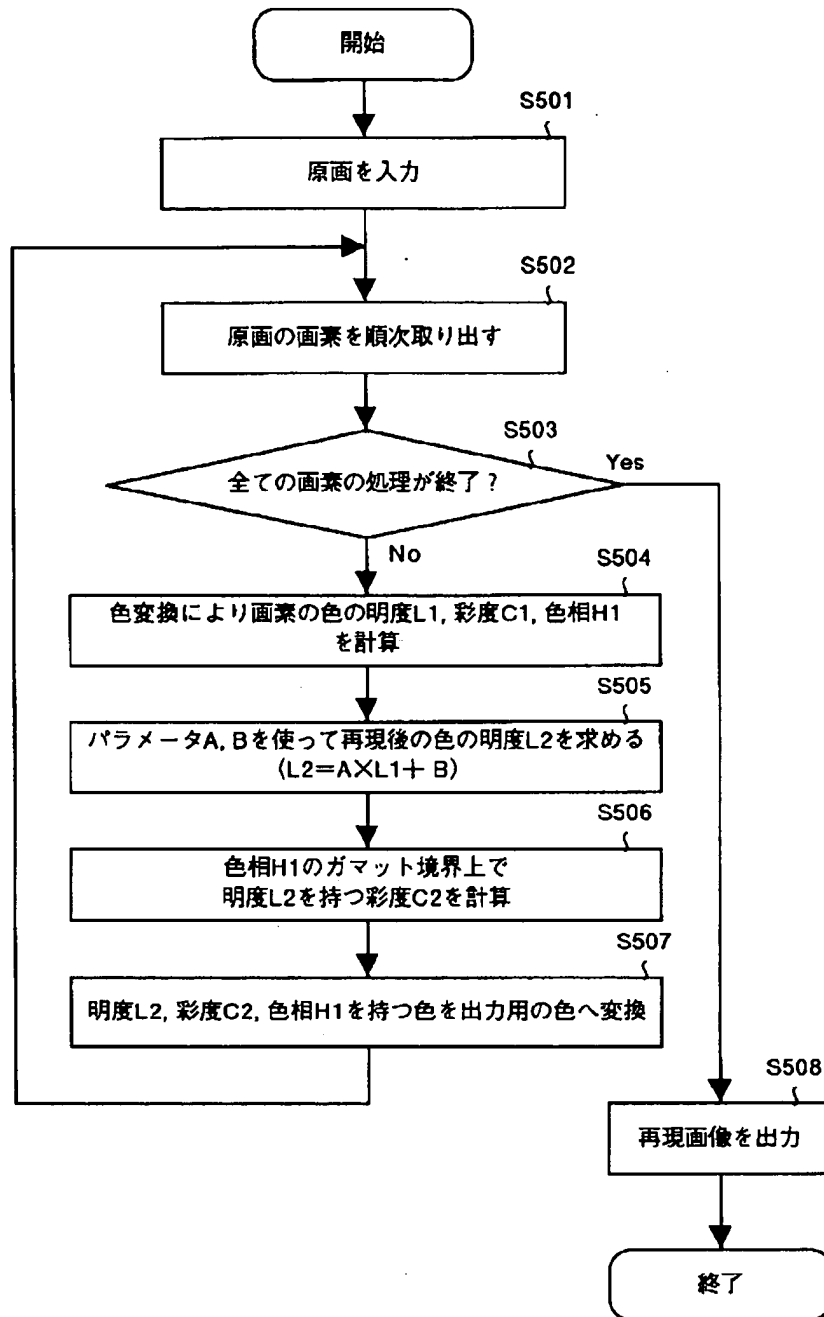 開始
S501
原画を入力
S502
原画の画素を順次取り出す
S503
全ての画素の処理が終了?
Yes
No
S504
色変換により画素の色の明度L1, 彩度C1, 色相H1
を計算
S505
パラメータA, Bを使って再現後の色の明度L2を求める
(L2=A×L1+B)
S506
色相H1のガマット境界上で
明度L2を持つ彩度C2を計算
S507
明度L2, 彩度C2, 色相H1を持つ色を出力用の色へ変換
S508
再現画像を出力
終了